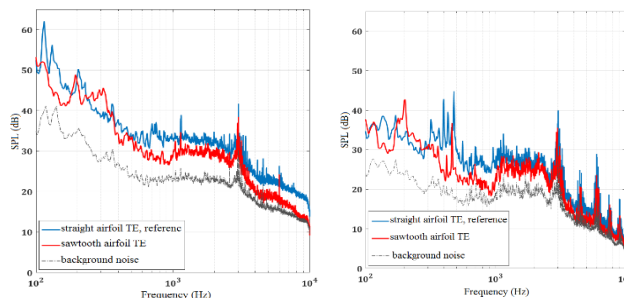 60
50
40
30
20
10
0
SPL (dB)
straight airfoil TE, referenc
sawtooth airfoil TE
background noise
10² 10³ 10⁴
Frequency (Hz)
60
50
40
30
20
10
0
SPL (dB)
straight airfoil TE, reference
sawtooth airfoil TE
background noise
10² 10³ 10
Frequency (Hz)